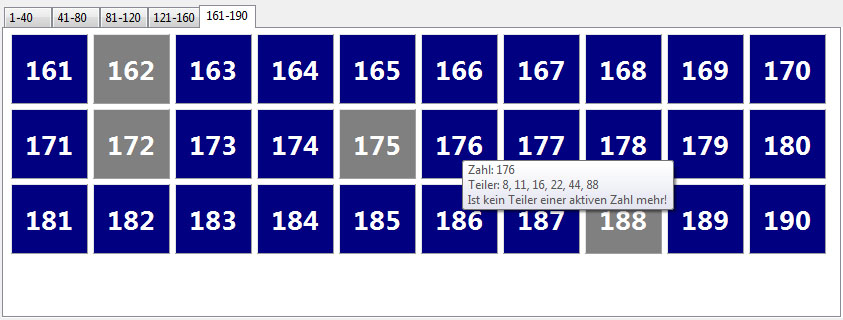 1-40 41-80 81-120 121-160 161-190
161 162 163 164 165 166 167 168 169 170
171 172 173 174 175 176 177 178 179 180
Zahl: 176
Teiler: 8, 11, 16, 22, 44, 88
Ist kein Teiler einer aktiven Zahl mehr!
181 182 183 184 185 186 187 188 189 190